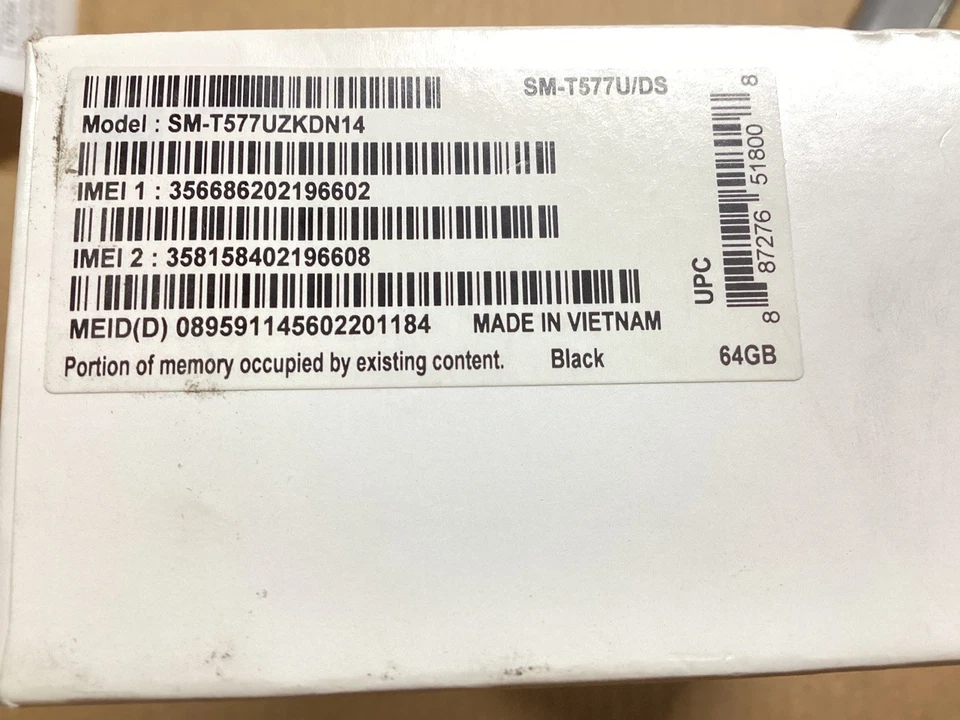 SM-T577U/DS
Model : SM-T577UZKDN14
IMEI 1 : 356686202196602
IMEI 2 : 358158402196608
MEID(D) 089591145602201184 MADE IN VIETNAM
Portion of memory occupied by existing content. Black 64GB
UPC
8 87276 51800 8